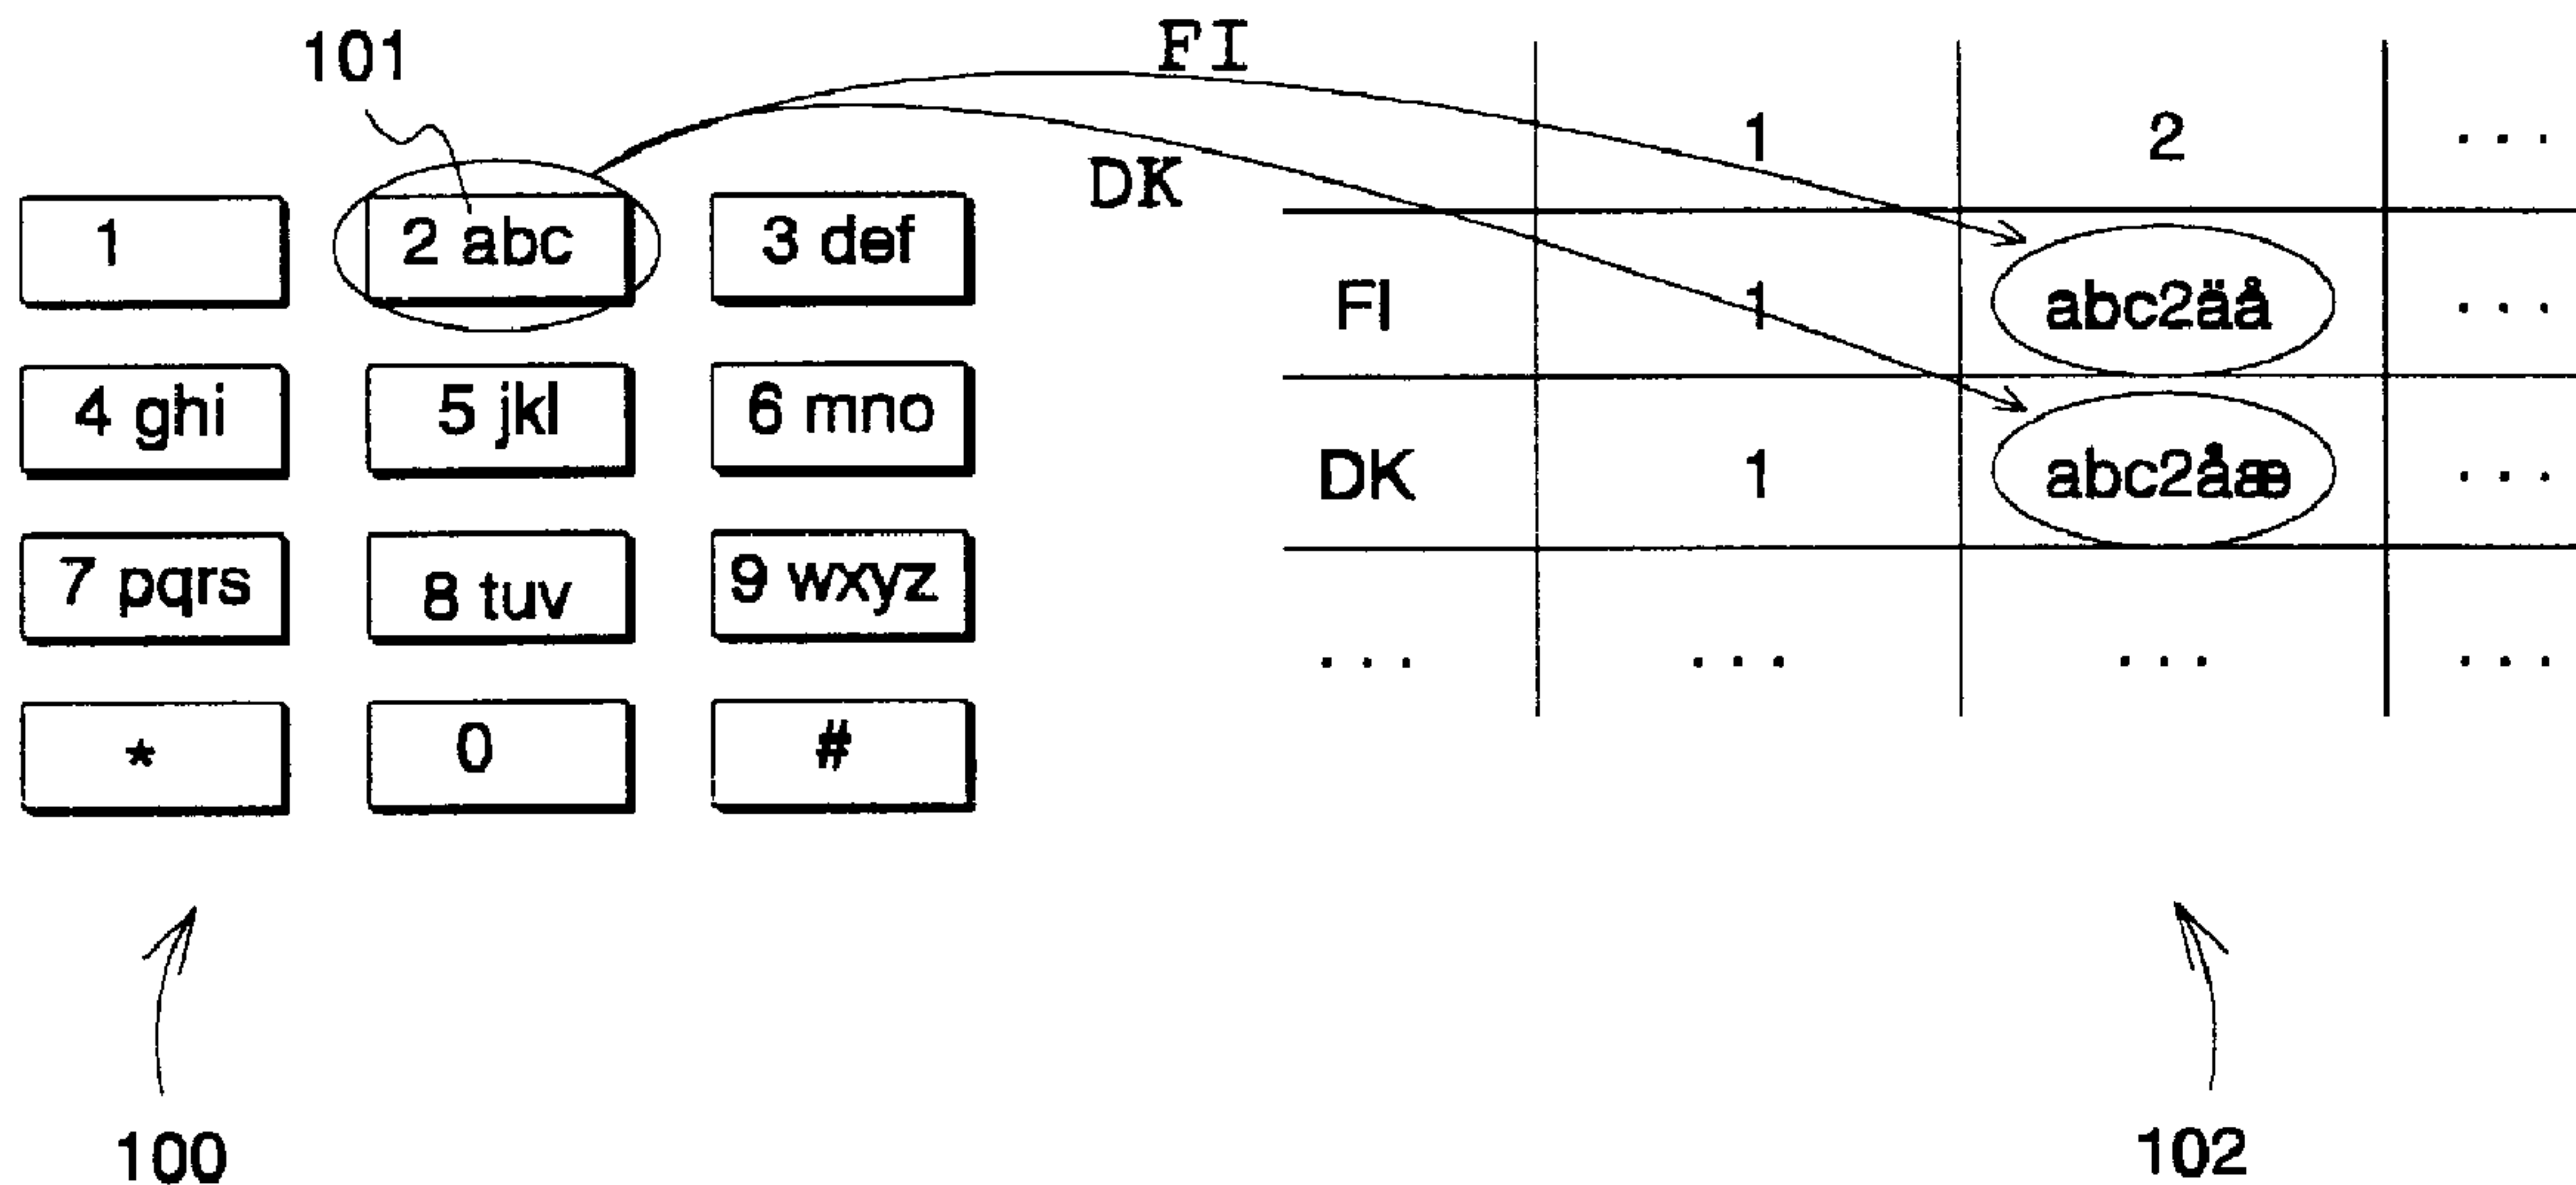 101
FI
DK
1
2 abc
3 def
4 ghi
5 jkl
6 mno
7 pqrs
8 tuv
9 wxyz
*
0
#
1 2 ...
FI 1 abc2äå ...
DK 1 abc2åæ ...
... ... ... ...
100
102